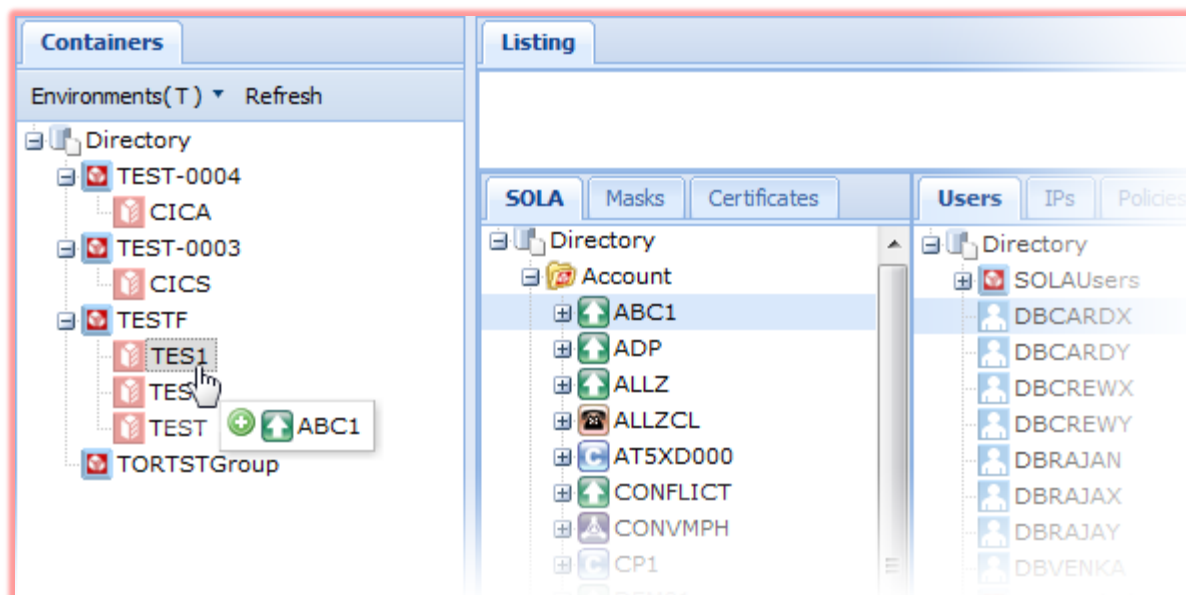 Containers
Environments(T) Refresh
Directory
TEST-0004
CICA
TEST-0003
CICS
TESTF
TES1
TES
TEST
ABC1
TORTSTGroup
Listing
SOLA Masks Certificates
Directory
Account
ABC1
ADP
ALLZ
ALLZCL
AT5XD000
CONFLICT
CONVMPH
CP1
Users IPs Policies
Directory
SOLAUsers
DBCARDX
DBCARDY
DBCREWX
DBCREWY
DBRAJAN
DBRAJAX
DBRAJAY
DBVENKA